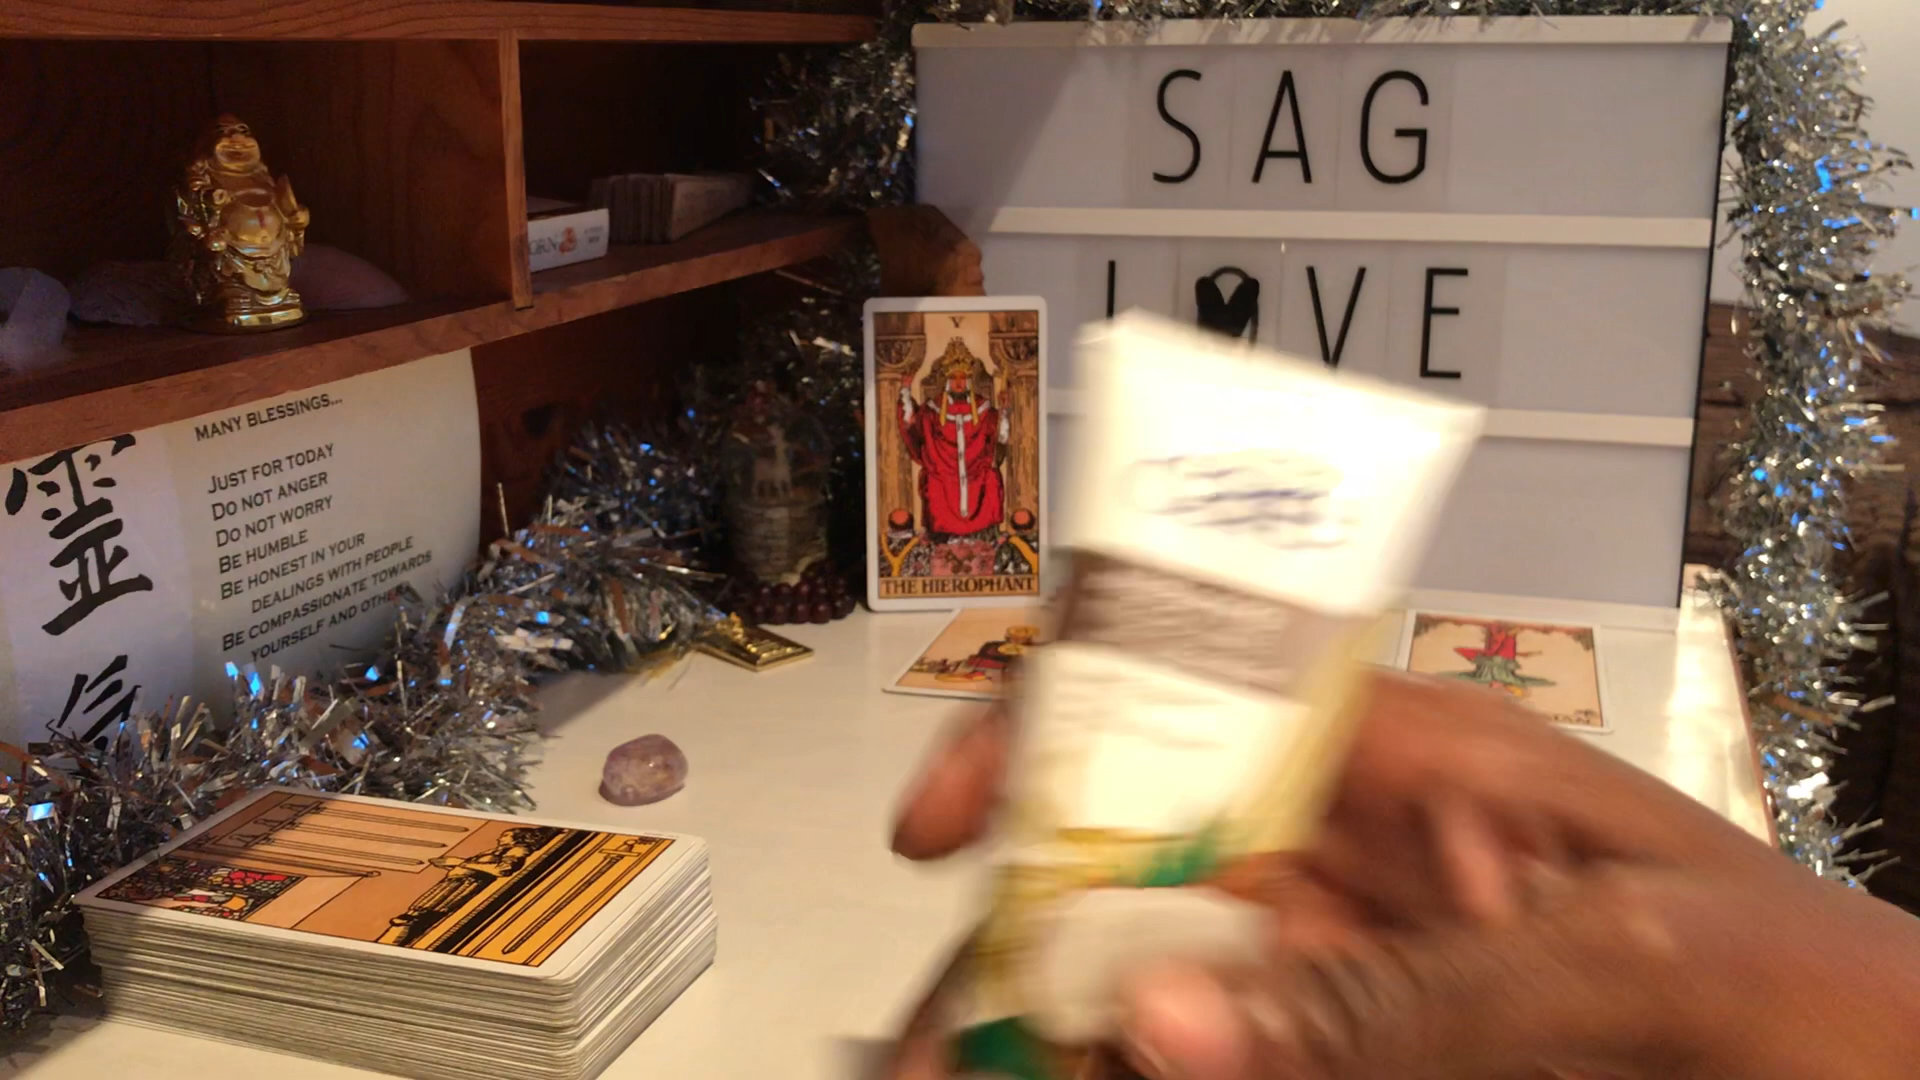 SAG
L VE
V
THE HIEROPHANT
MANY BLESSINGS...
JUST FOR TODAY
DO NOT ANGER
DO NOT WORRY
BE HUMBLE
BE HONEST IN YOUR
DEALINGS WITH PEOPLE
BE COMPASSIONATE TOWARDS
YOURSELF AND OTHERS
霊
気